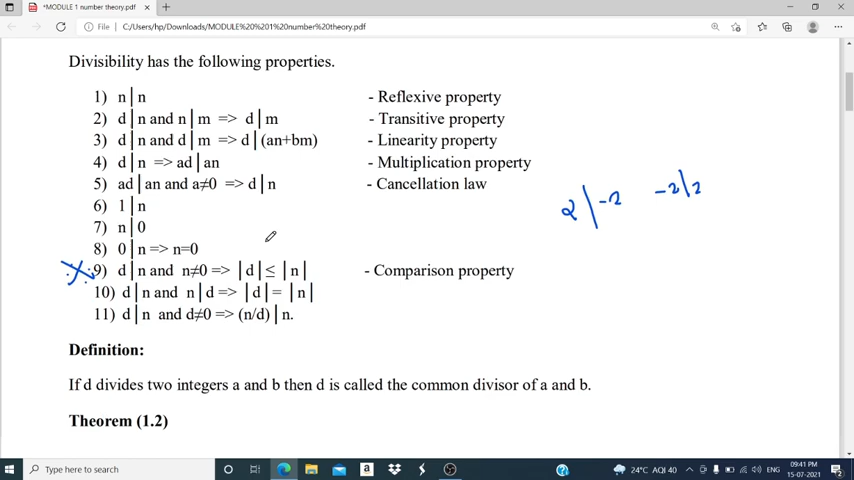 *MODULE 1 number theory.pdf
File | C:/Users/hp/Downloads/MODULE%20%201%20number%20theory.pdf
Divisibility has the following properties.
1) n|n - Reflexive property
2) d|n and n|m => d|m - Transitive property
3) d|n and d|m => d|(an+bm) - Linearity property
4) d|n => ad|an - Multiplication property
5) ad|an and a≠0 => d|n - Cancellation law
2|-2 -2|2
6) 1|n
7) n|0
8) 0|n => n=0
9) d|n and n≠0 => |d| ≤ |n| - Comparison property
10) d|n and n|d => |d| = |n|
11) d|n and d≠0 => (n/d)|n.
Definition:
If d divides two integers a and b then d is called the common divisor of a and b.
Theorem (1.2)
Type here to search
24°C AQI 40
ENG
09:41 PM
15-07-2021
2